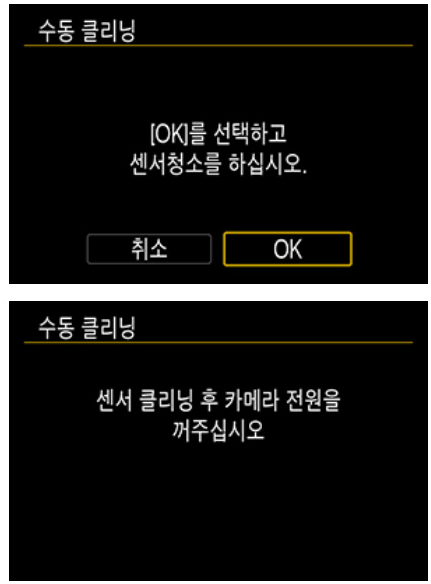 수동 클리닝
[OK]를 선택하고
센서청소를 하십시오.
취소
OK
수동 클리닝
센서 클리닝 후 카메라 전원을
꺼주십시오